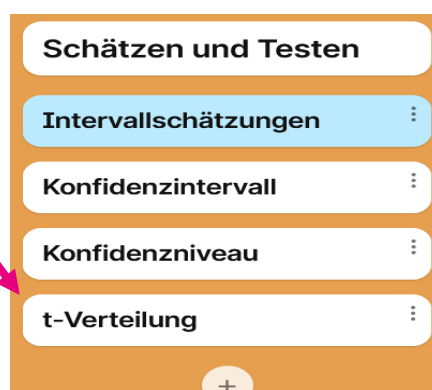 Schätzen und Testen
Intervallschätzungen
Konfidenzintervall
Konfidenzniveau
t-Verteilung
+